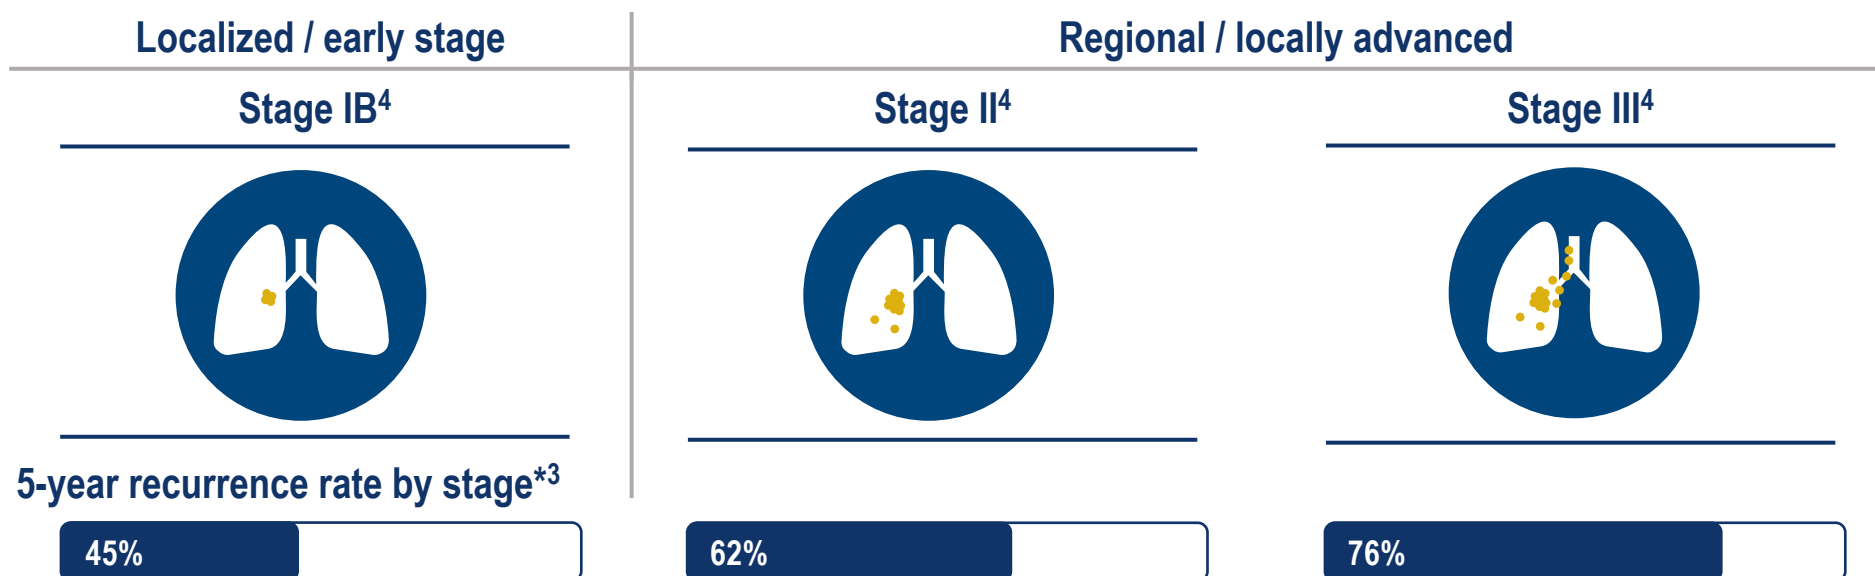 Localized / early stage
Regional / locally advanced
Stage IB⁴
Stage II⁴
Stage III⁴
5-year recurrence rate by stage*³
45%
62%
76%